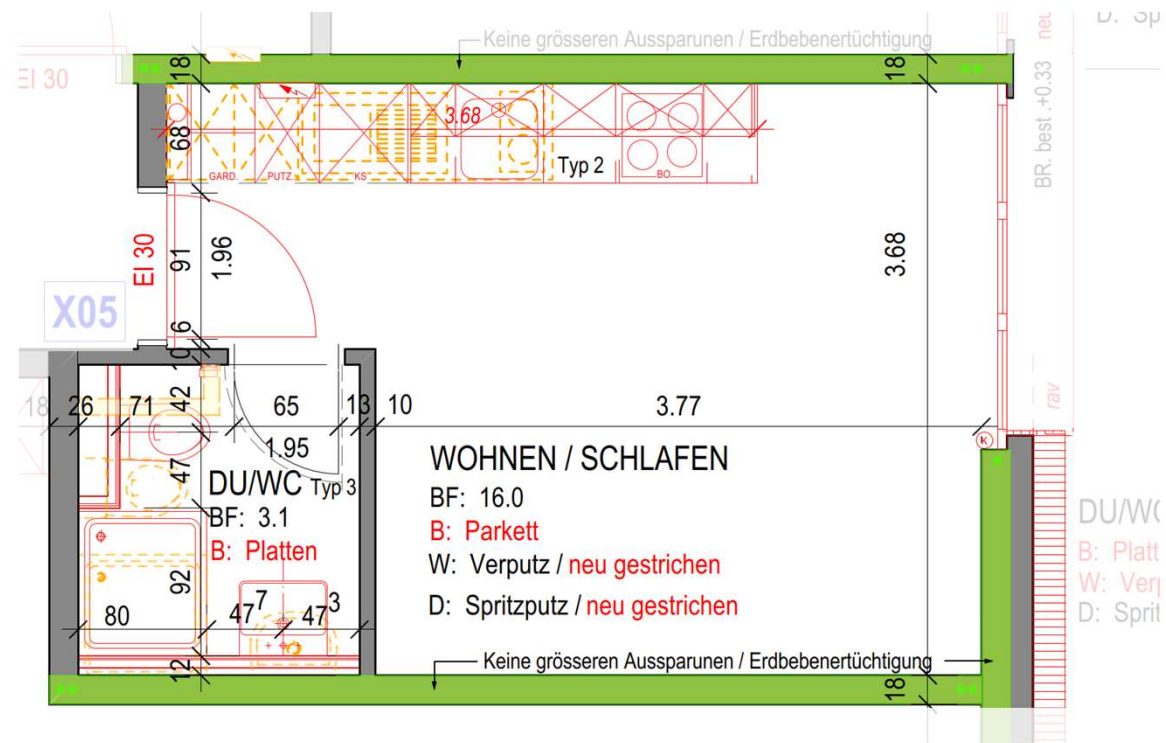 D: Sp
Keine grösseren Aussparunen / Erdbebenertüchtigung
neu
EI 30
18
18
3.68
68
Typ 2
GARD.
PUTZ.
KS
BO
BR. best .+0.33
EI 30
91
1.96
3.68
X05
6
10
18
26
71
42
65
13
10
3.77
rav
1.95
K
47
DU/WC Typ 3
BF: 3.1
B: Platten
WOHNEN / SCHLAFEN
BF: 16.0
B: Parkett
W: Verputz / neu gestrichen
D: Spritzputz / neu gestrichen
DU/WC
B: Platt
W: Verp
D: Sprit
92
80
47 7
47 3
12
Keine grösseren Aussparunen / Erdbebenertüchtigung
18